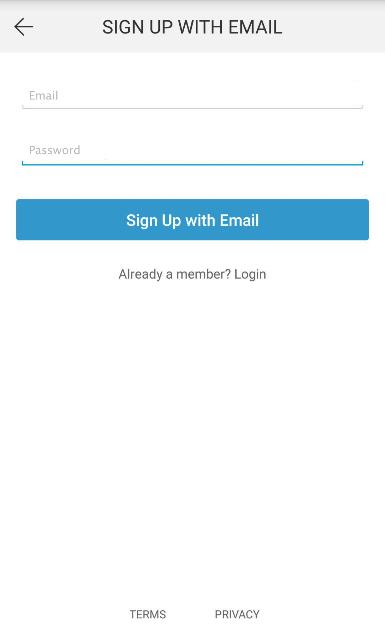 SIGN UP WITH EMAIL
Email
Password
Sign Up with Email
Already a member? Login
TERMS PRIVACY